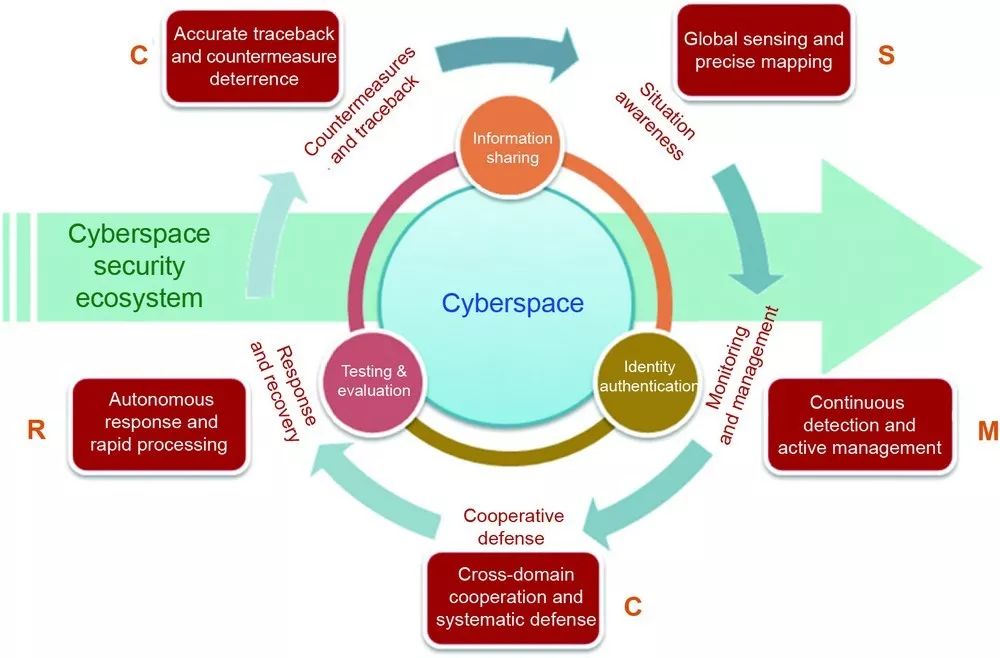 C
Accurate traceback
and countermeasure
deterrence
Countermeasures
and traceback
Global sensing and
precise mapping
S
Situation
awareness
Information
sharing
Cyberspace
security
ecosystem
Cyberspace
Response
and recovery
Testing &
evaluation
Identity
authentication
Monitoring
and management
R
Autonomous
response and
rapid processing
Continuous
detection and
active management
M
Cooperative
defense
Cross-domain
cooperation and
systematic defense
C